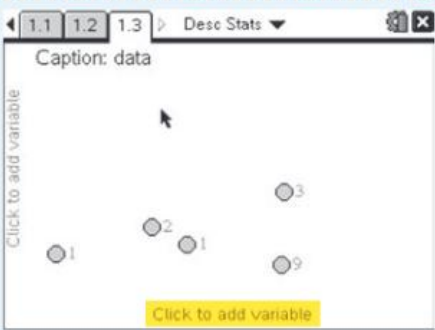 1.1 1.2 1.3 Desc Stats
Caption: data
Click to add variable
3
2
1
1
9
Click to add variable